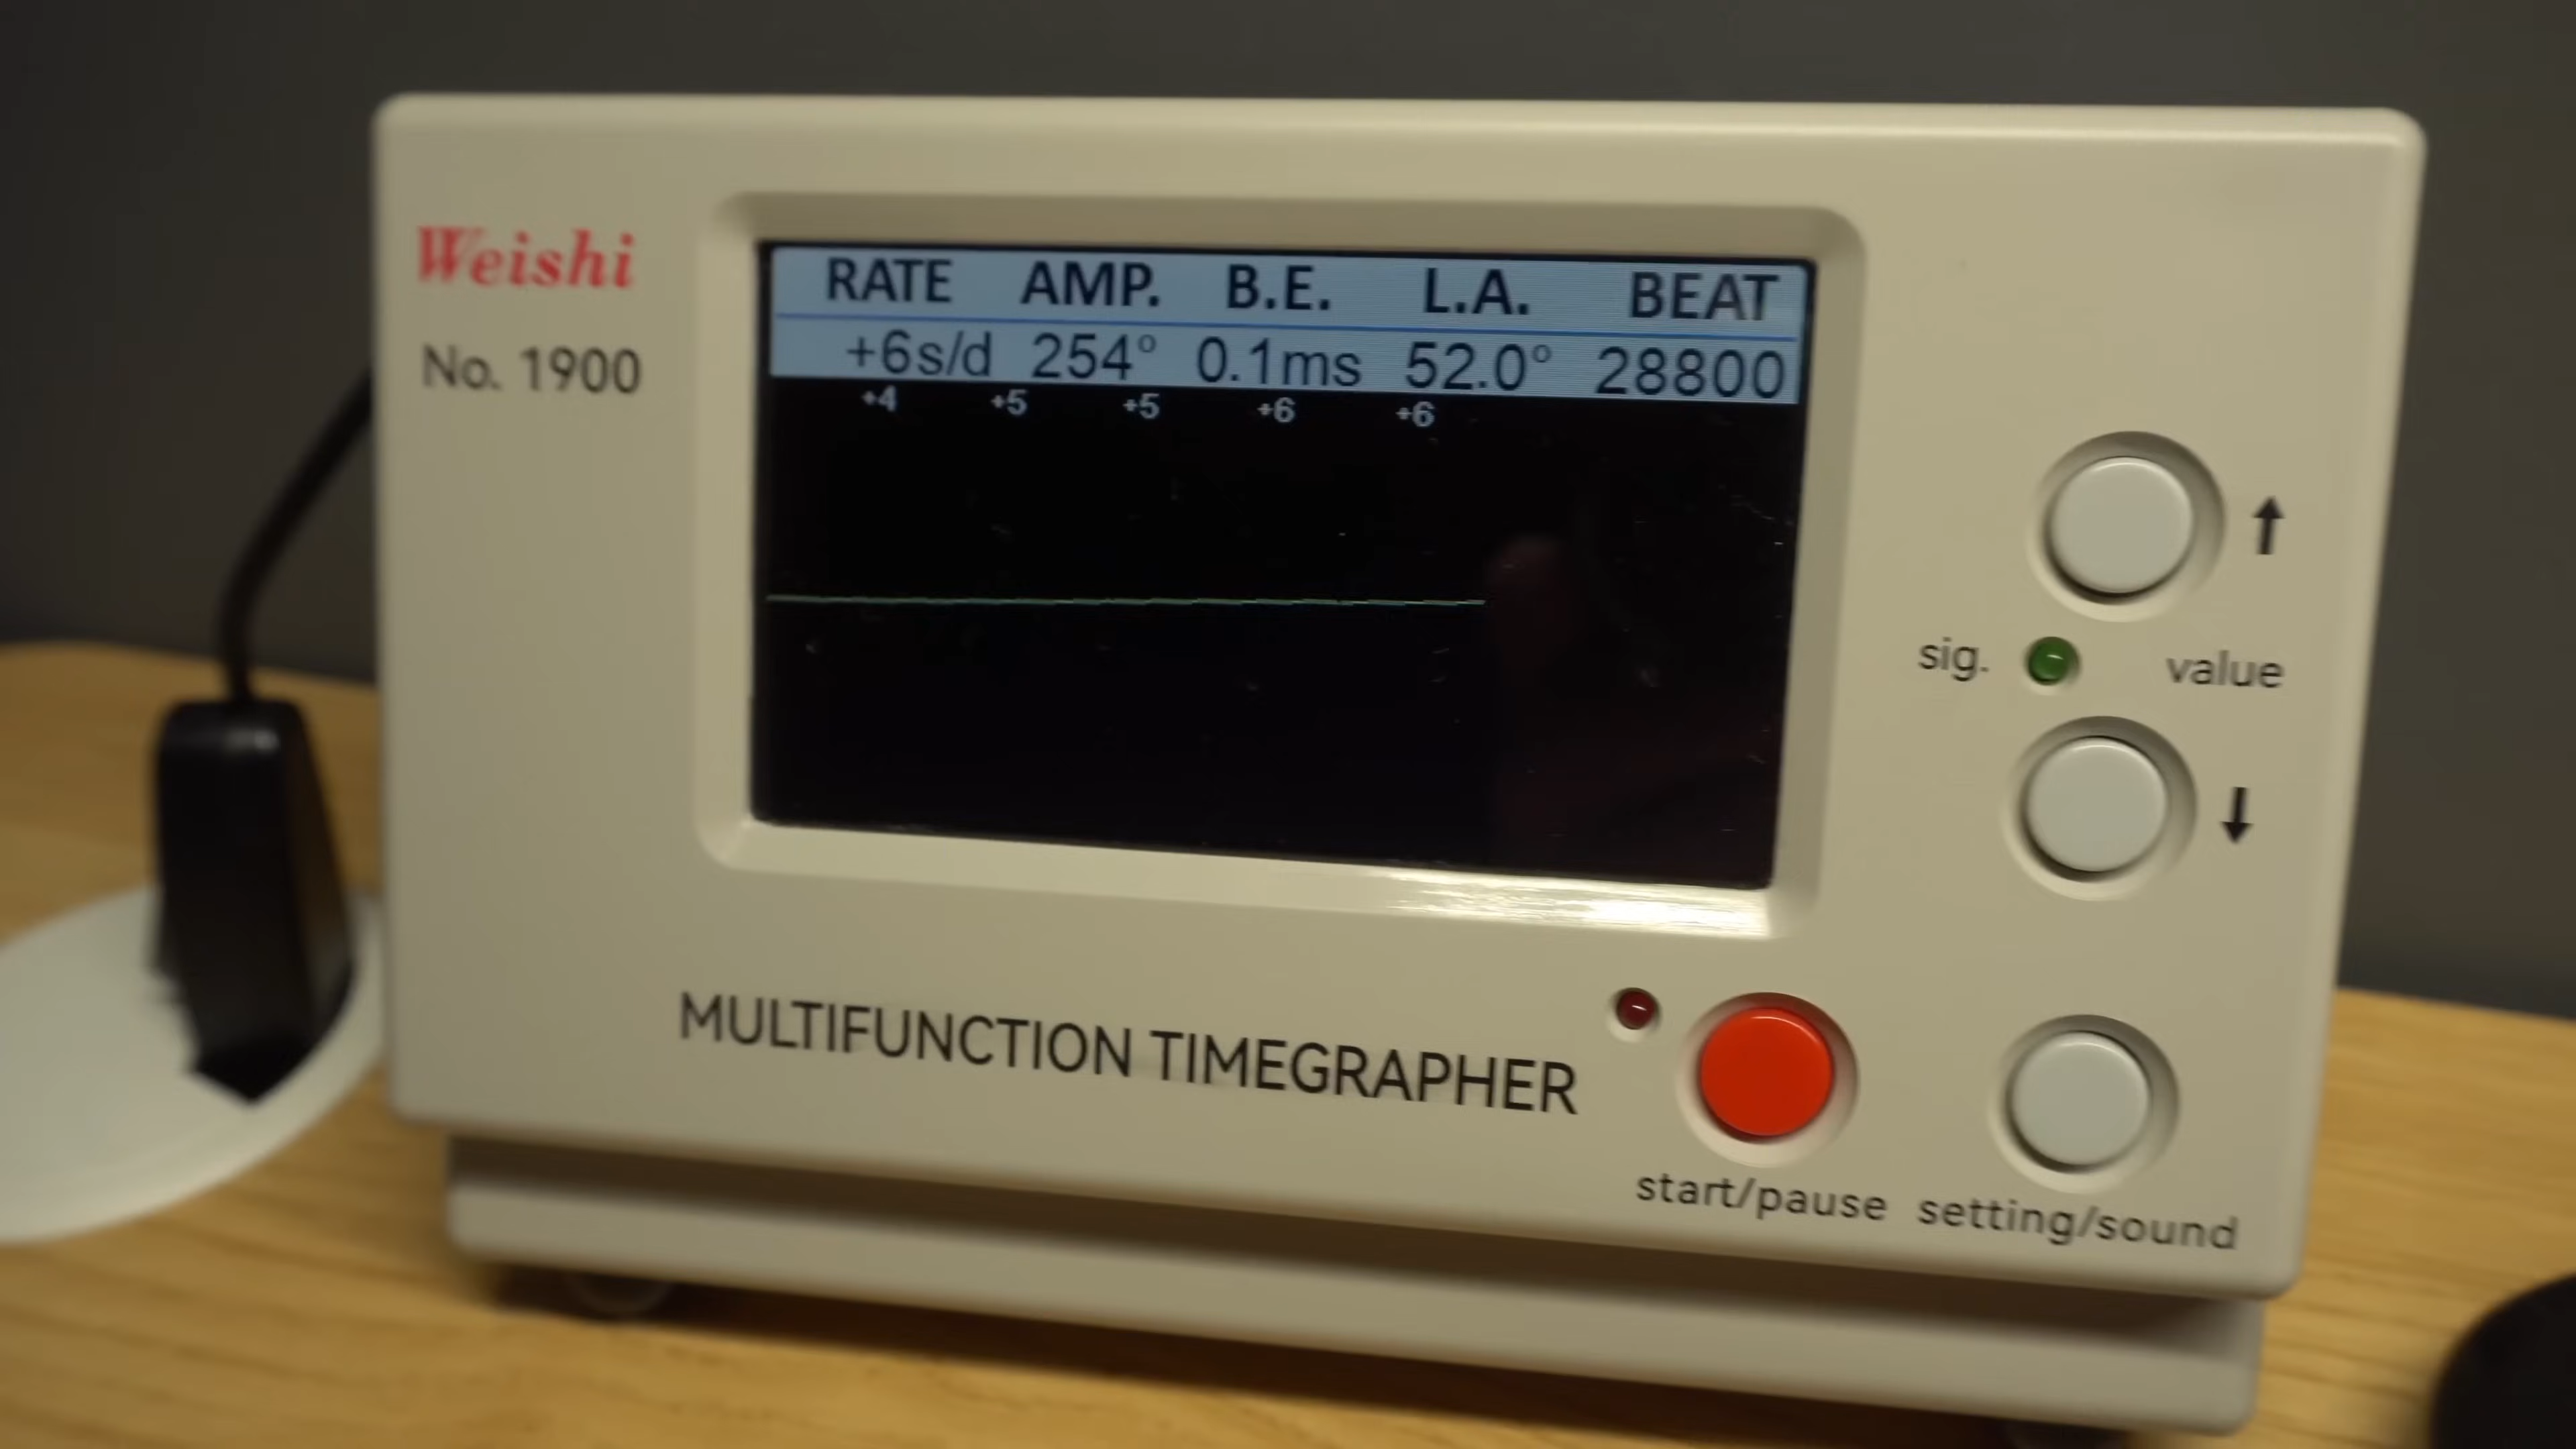 Weishi
No. 1900
RATE AMP. B.E. L.A. BEAT
+6s/d 254° 0.1ms 52.0° 28800
+4 +5 +5 +6 +6
↑
sig. value
↓
MULTIFUNCTION TIMEGRAPHER
start/pause setting/sound